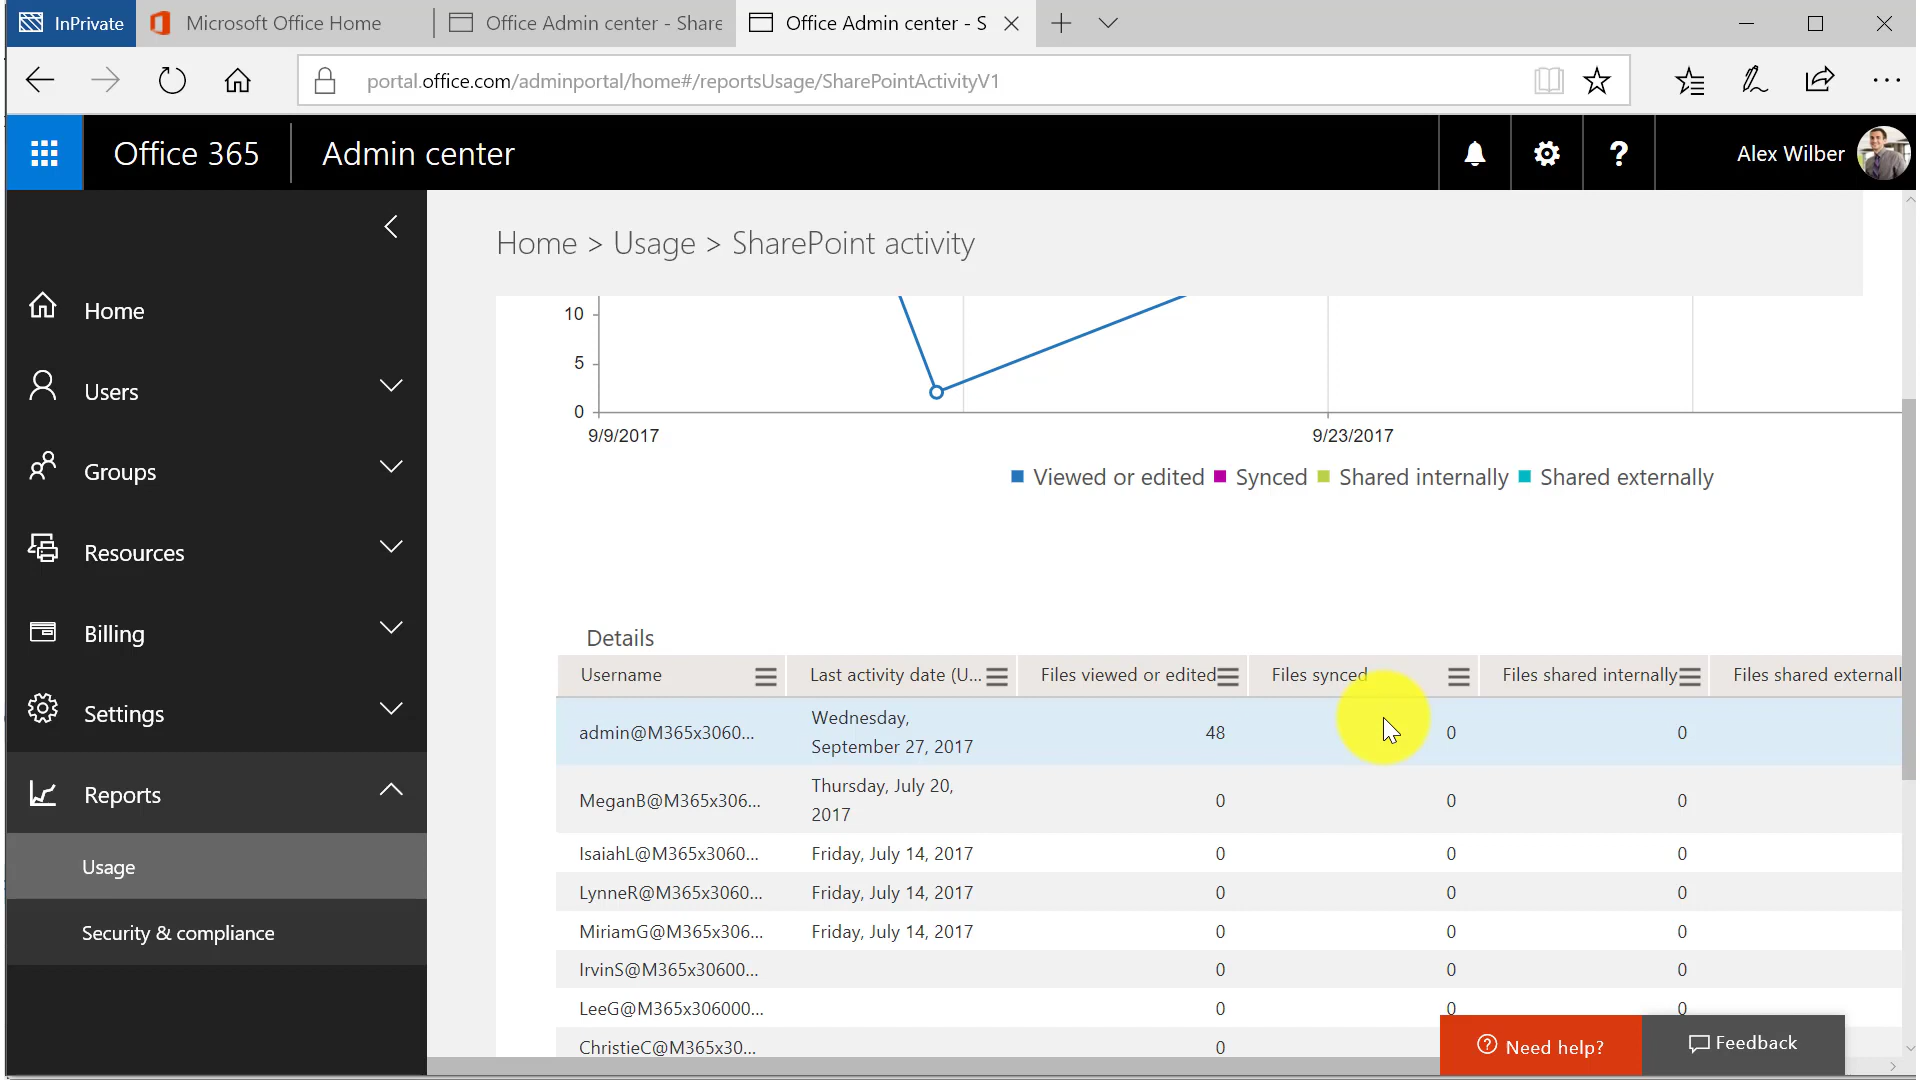 InPrivate
Microsoft Office Home
Office Admin center - Share
Office Admin center - S
portal.office.com/adminportal/home#/reportsUsage/SharePointActivityV1
Office 365
Admin center
Alex Wilber
Home
Users
Groups
Resources
Billing
Settings
Reports
Usage
Security & compliance
Home > Usage > SharePoint activity
10
5
0
9/9/2017
9/23/2017
Viewed or edited
Synced
Shared internally
Shared externally
Details
Username
Last activity date (U...
Files viewed or edited
Files synced
Files shared internally
Files shared externall
admin@M365x3060...
Wednesday,
September 27, 2017
48
0
0
MeganB@M365x306...
Thursday, July 20,
2017
0
0
0
IsaiahL@M365x3060...
Friday, July 14, 2017
0
0
0
LynneR@M365x3060...
Friday, July 14, 2017
0
0
0
MiriamG@M365x306...
Friday, July 14, 2017
0
0
0
IrvinS@M365x30600...
0
0
0
LeeG@M365x306000...
0
0
0
ChristieC@M365x30...
0
Need help?
Feedback